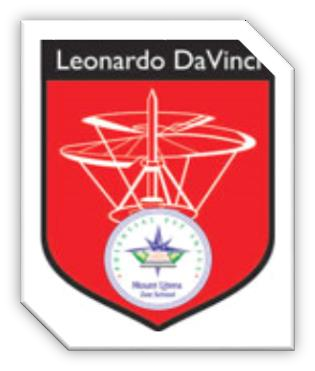 Leonardo DaVinci
Mount Litera
Zee School